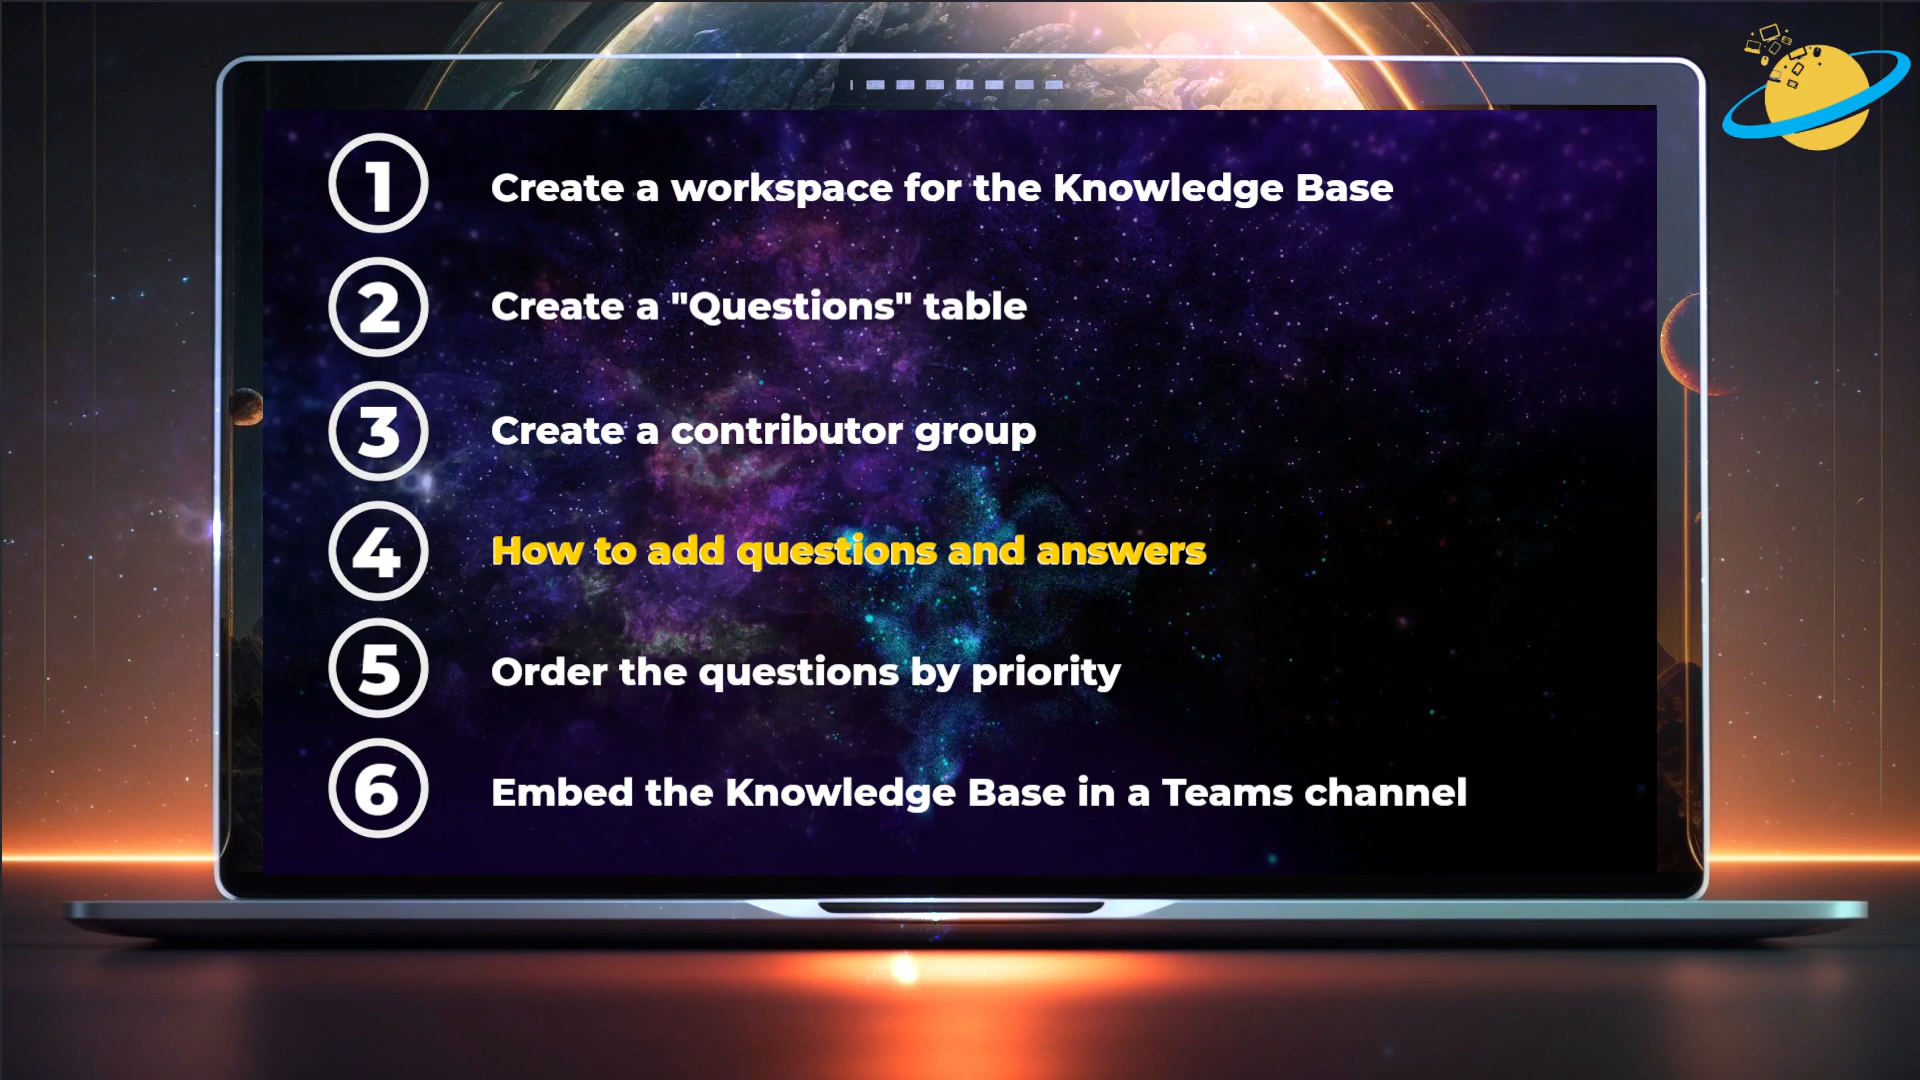 1 Create a workspace for the Knowledge Base
2 Create a "Questions" table
3 Create a contributor group
4 How to add questions and answers
5 Order the questions by priority
6 Embed the Knowledge Base in a Teams channel